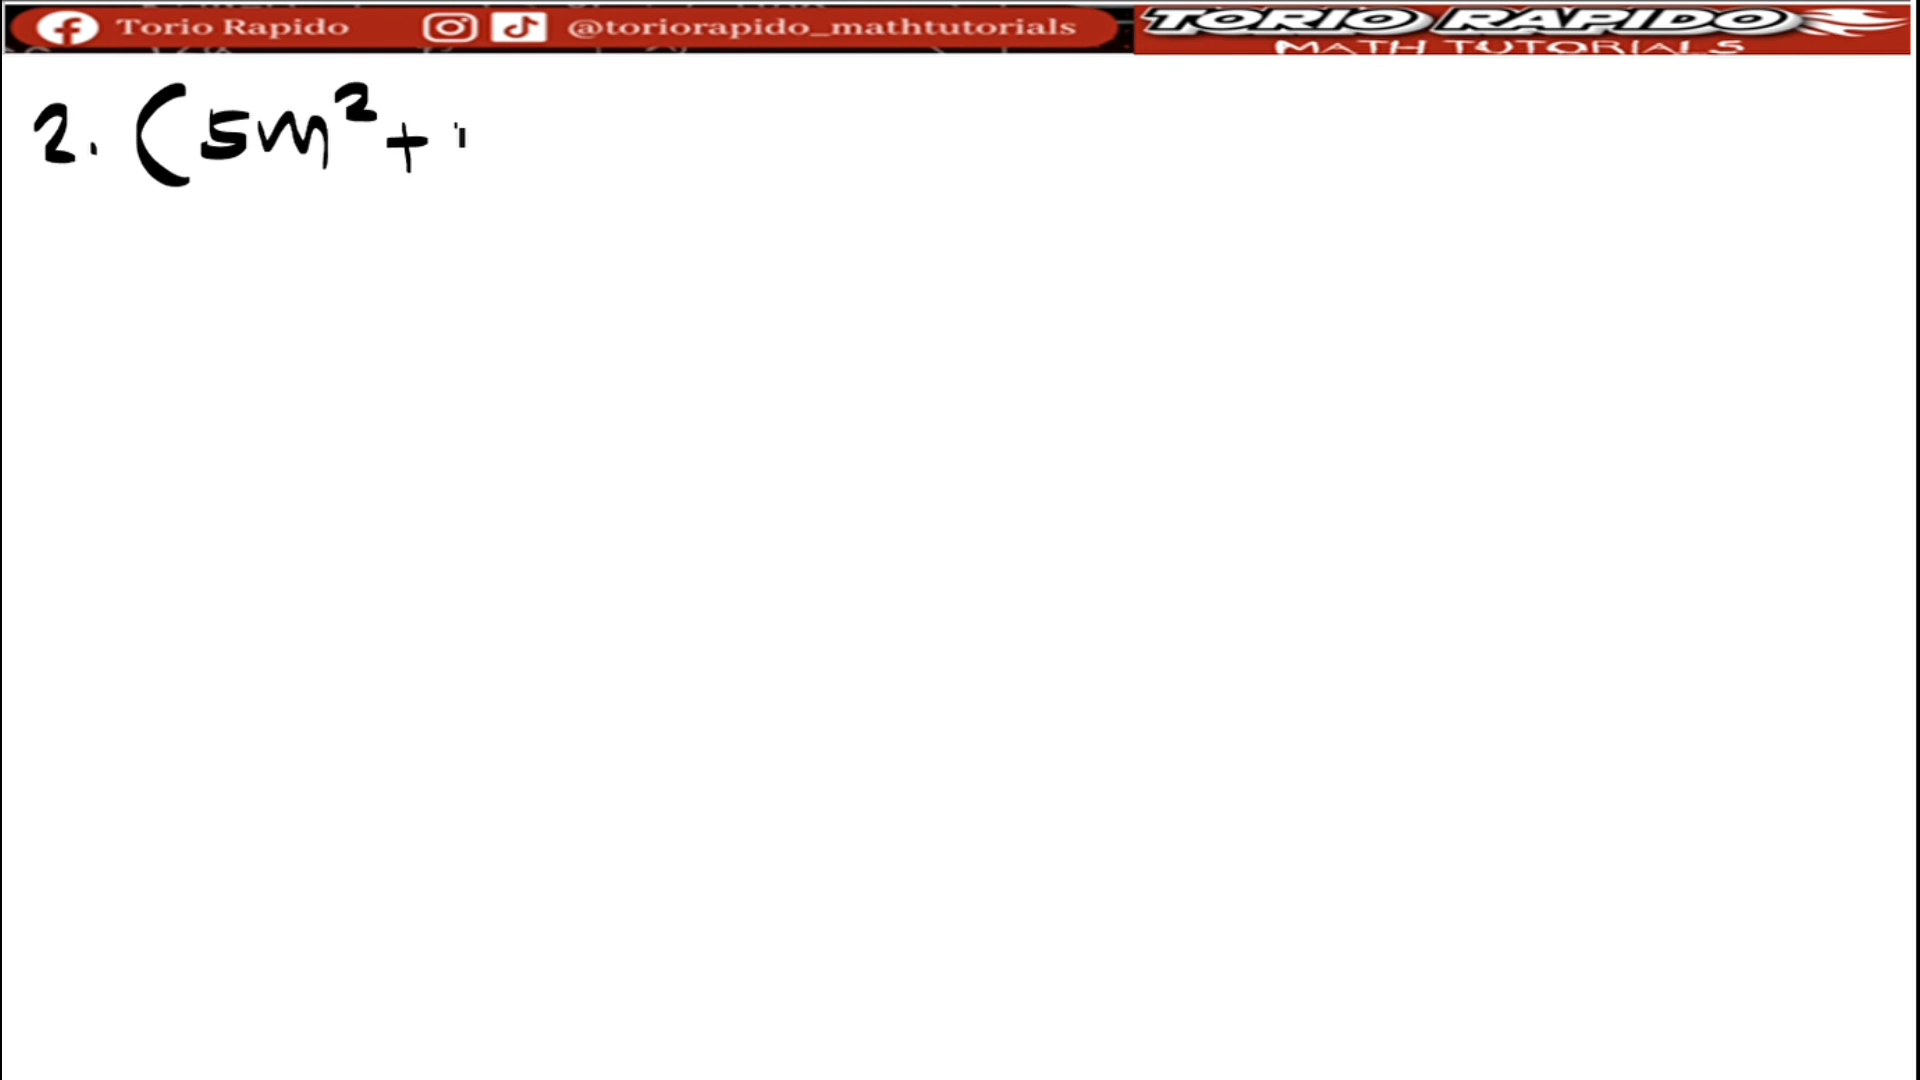 Torio Rapido @toriorapido_mathtutorials TORIO RAPIDO
MATH TUTORIALS
2. (5m² +